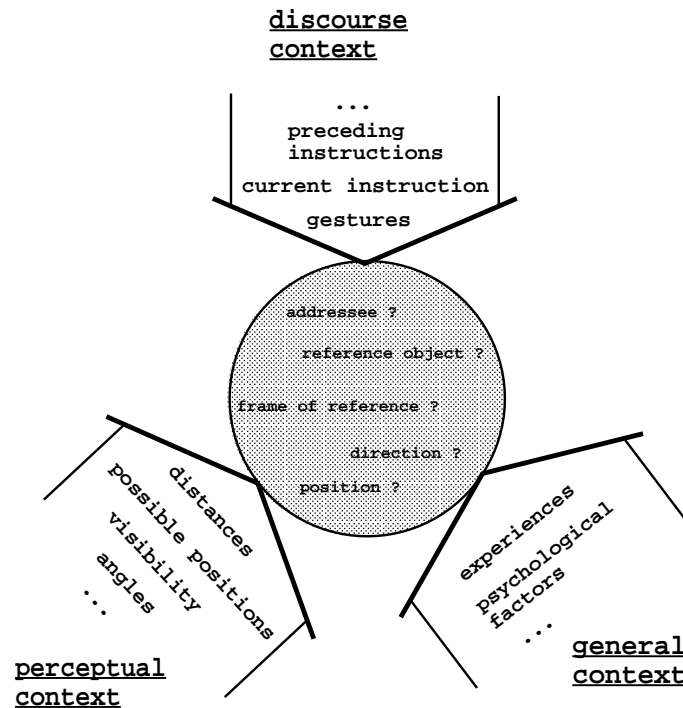 discourse
context
...
preceding
instructions
current instruction
gestures
addressee ?
reference object ?
frame of reference ?
direction ?
position ?
distances
possible positions
visibility
angles
...
perceptual
context
experiences
psychological
factors
...
general
context